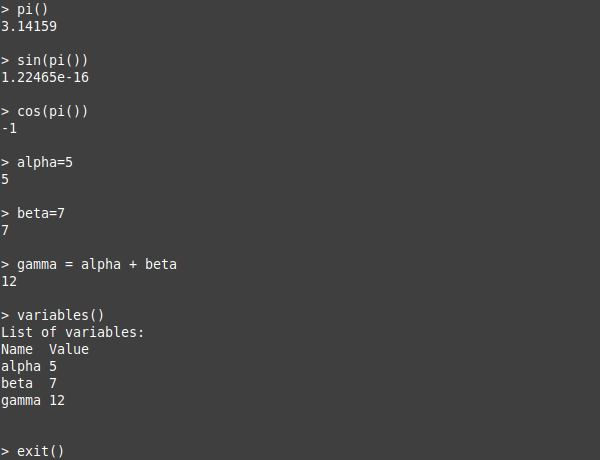 > pi()
3.14159
> sin(pi())
1.22465e-16
> cos(pi())
-1
> alpha=5
5
> beta=7
7
> gamma = alpha + beta
12
> variables()
List of variables:
Name  Value
alpha 5
beta  7
gamma 12
> exit()